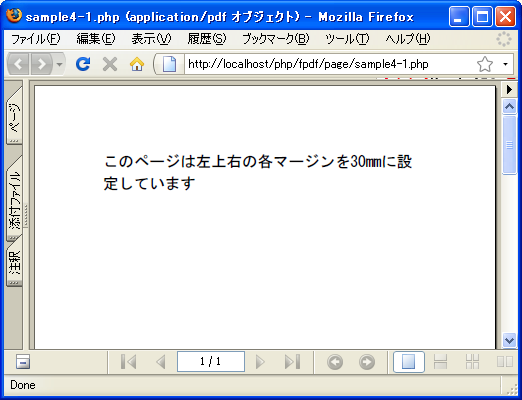 sample4-1.php (application/pdf オブジェクト) - Mozilla Firefox
ファイル(F) 編集(E) 表示(V) 履歴(S) ブックマーク(B) ツール(T) ヘルプ(H)
http://localhost/php/fpdf/page/sample4-1.php
ページ
添付ファイル
注釈
このページは左上右の各マージンを30mmに設
定しています
1 / 1
Done